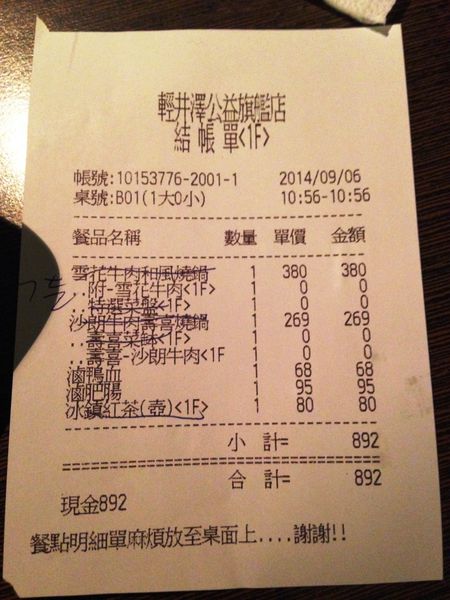 輕井澤公益旗艦店
結 帳 單<1F>
帳號:10153776-2001-1 2014/09/06
桌號:B01(1大0小) 10:56-10:56
餐品名稱 數量 單價 金額
雪花牛肉和風燒鍋 1 380 380
..附-雪花牛肉<1F> 1 0 0
..特選菜盤<1F> 1 0 0
沙朗牛肉壽喜燒鍋 1 269 269
..壽喜菜缽<1F> 1 0 0
..壽喜-沙朗牛肉<1F 1 0 0
滷鴨血 1 68 68
滷肥腸 1 95 95
冰鎮紅茶(壺)<1F> 1 80 80
小 計= 892
合 計= 892
現金892
餐點明細單麻煩放至桌面上....謝謝!!